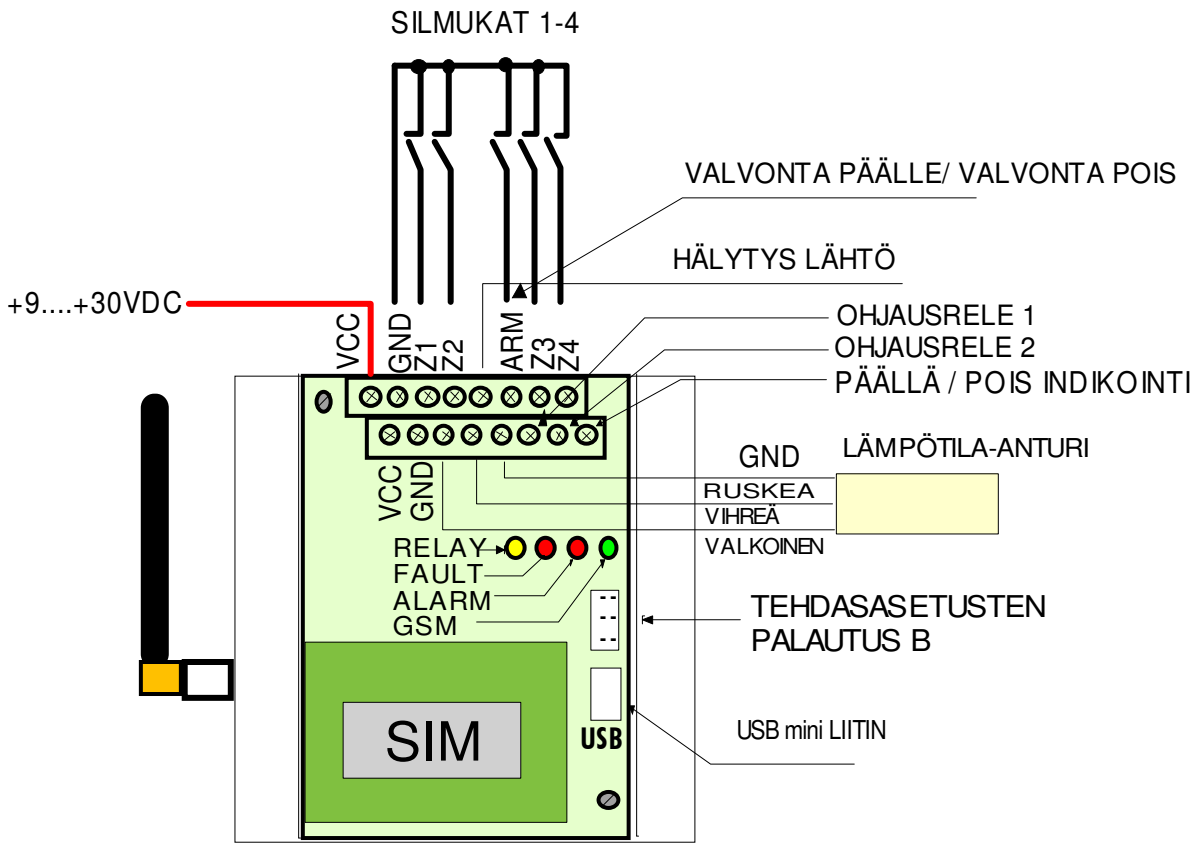 SILMUKAT 1-4
VALVONTA PÄÄLLE/ VALVONTA POIS
HÄLYTYS LÄHTÖ
+9....+30VDC
VCC
GND
Z1
Z2
ARM
Z3
Z4
OHJAUSRELE 1
OHJAUSRELE 2
PÄÄLLÄ / POIS INDIKOINTI
VCC
GND
GND
LÄMPÖTILA-ANTURI
RUSKEA
VIHREÄ
VALKOINEN
RELAY
FAULT
ALARM
GSM
TEHDASASETUSTEN
PALAUTUS B
SIM
USB
USB mini LIITIN